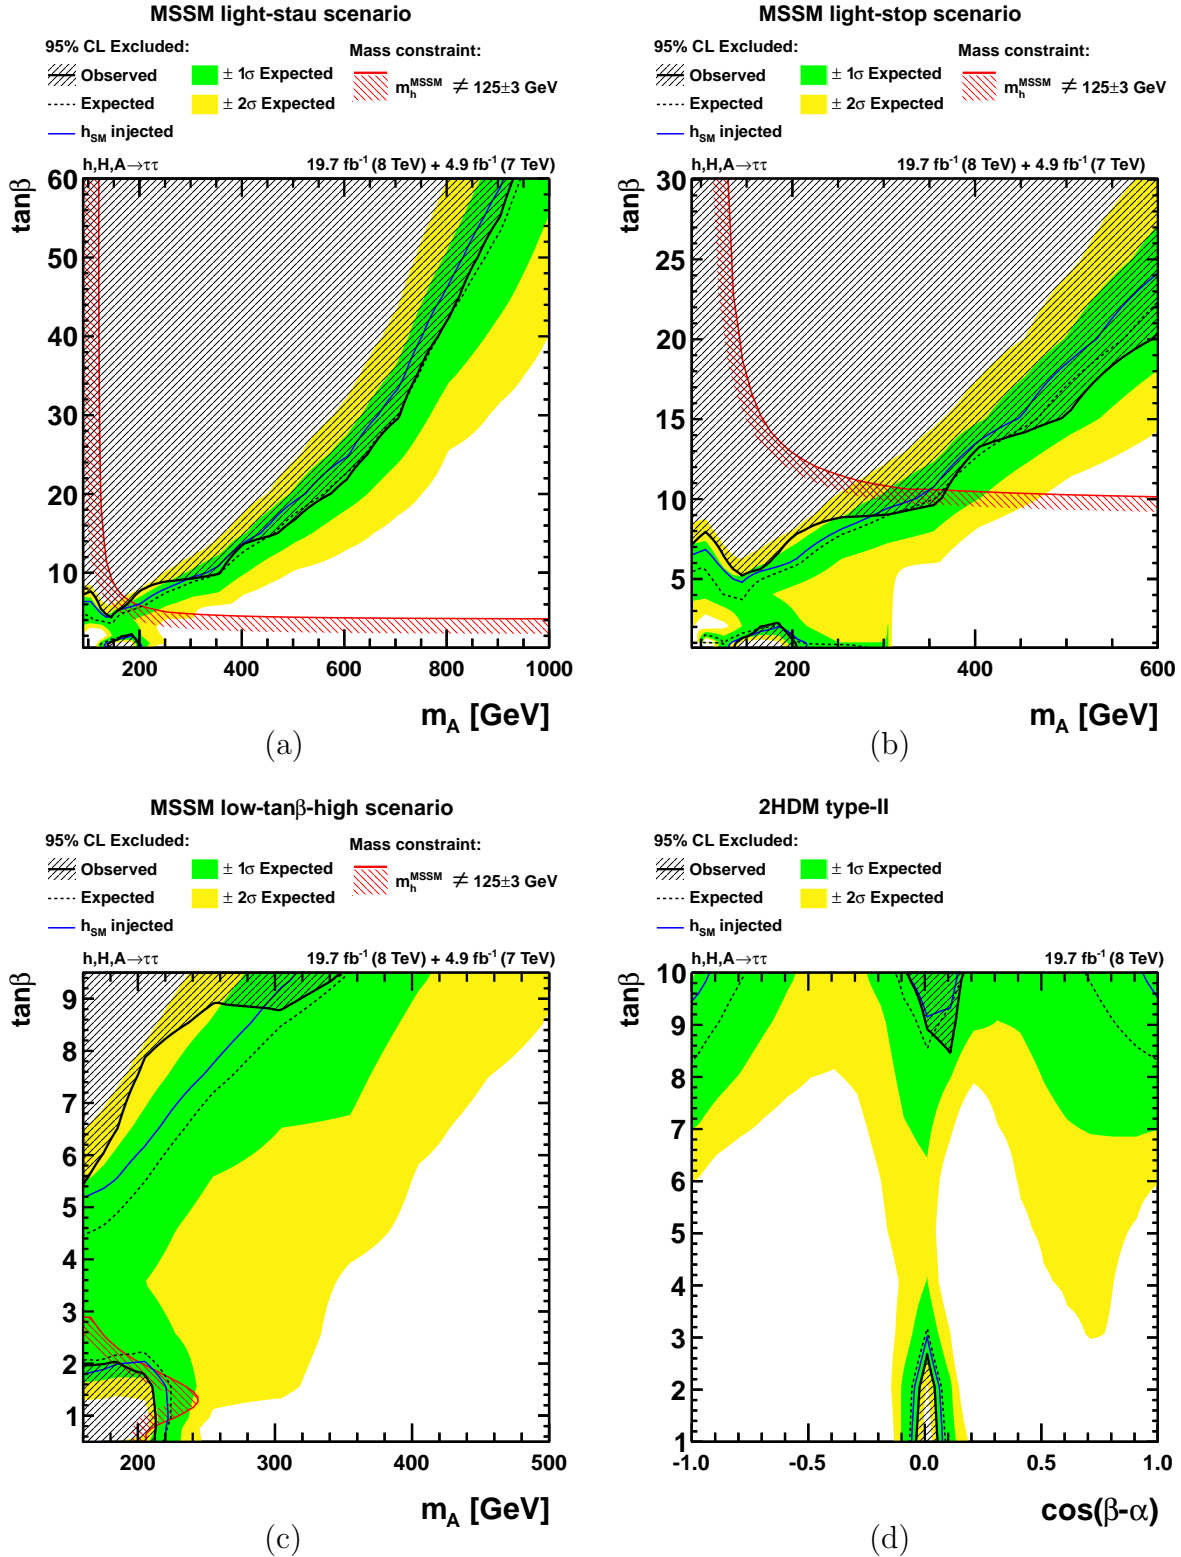 MSSM light-stau scenario
95% CL Excluded:
Observed
Expected
h_SM injected
± 1σ Expected
± 2σ Expected
Mass constraint:
m_h^MSSM ≠ 125±3 GeV
h,H,A→ττ
19.7 fb⁻¹ (8 TeV) + 4.9 fb⁻¹ (7 TeV)
tanβ
60
50
40
30
20
10
200 400 600 800 1000
m_A [GeV]
(a)
MSSM light-stop scenario
95% CL Excluded:
Observed
Expected
h_SM injected
± 1σ Expected
± 2σ Expected
Mass constraint:
m_h^MSSM ≠ 125±3 GeV
h,H,A→ττ
19.7 fb⁻¹ (8 TeV) + 4.9 fb⁻¹ (7 TeV)
tanβ
30
25
20
15
10
5
200 400 600
m_A [GeV]
(b)
MSSM low-tanβ-high scenario
95% CL Excluded:
Observed
Expected
h_SM injected
± 1σ Expected
± 2σ Expected
Mass constraint:
m_h^MSSM ≠ 125±3 GeV
h,H,A→ττ
19.7 fb⁻¹ (8 TeV) + 4.9 fb⁻¹ (7 TeV)
tanβ
9
8
7
6
5
4
3
2
1
200 300 400 500
m_A [GeV]
(c)
2HDM type-II
95% CL Excluded:
Observed
Expected
h_SM injected
± 1σ Expected
± 2σ Expected
h,H,A→ττ
19.7 fb⁻¹ (8 TeV)
tanβ
10
9
8
7
6
5
4
3
2
1
-1.0 -0.5 0.0 0.5 1.0
cos(β-α)
(d)